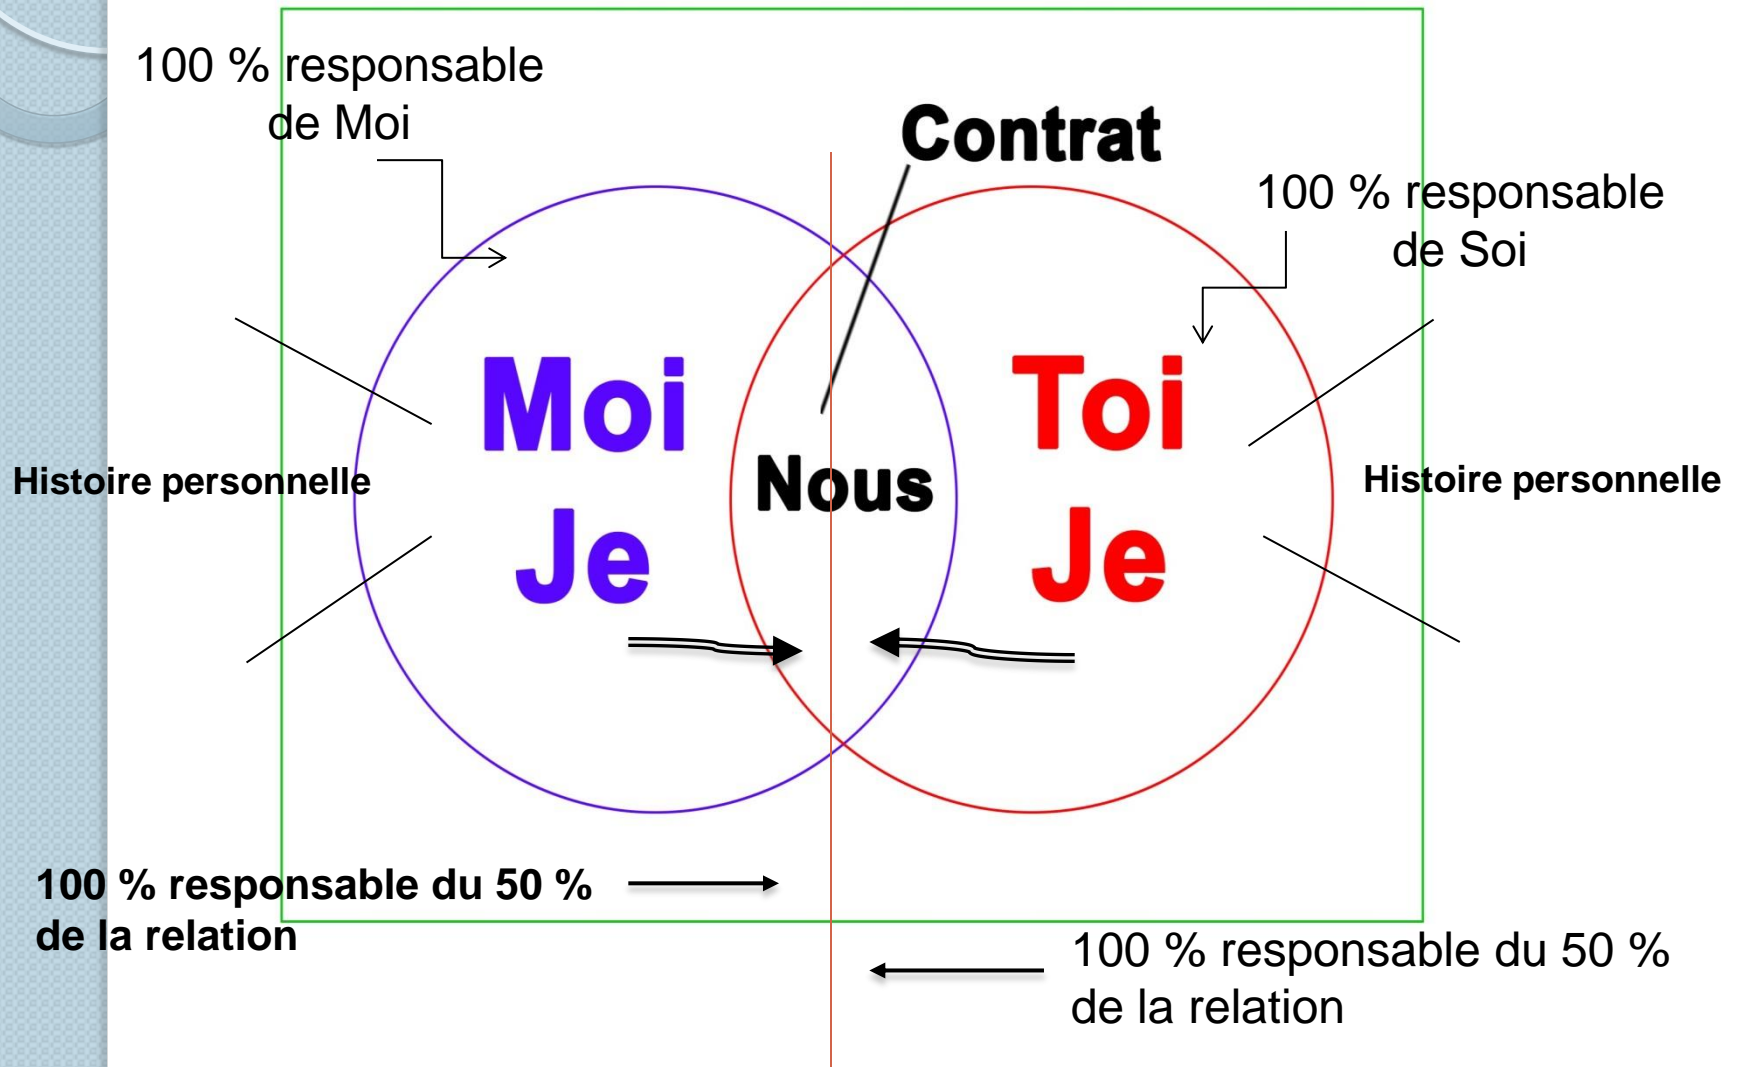 100 % responsable
de Moi
Contrat
100 % responsable
de Soi
Moi
Toi
Nous
Histoire personnelle
Histoire personnelle
Je
Je
100 % responsable du 50 %
de la relation
100 % responsable du 50 %
de la relation